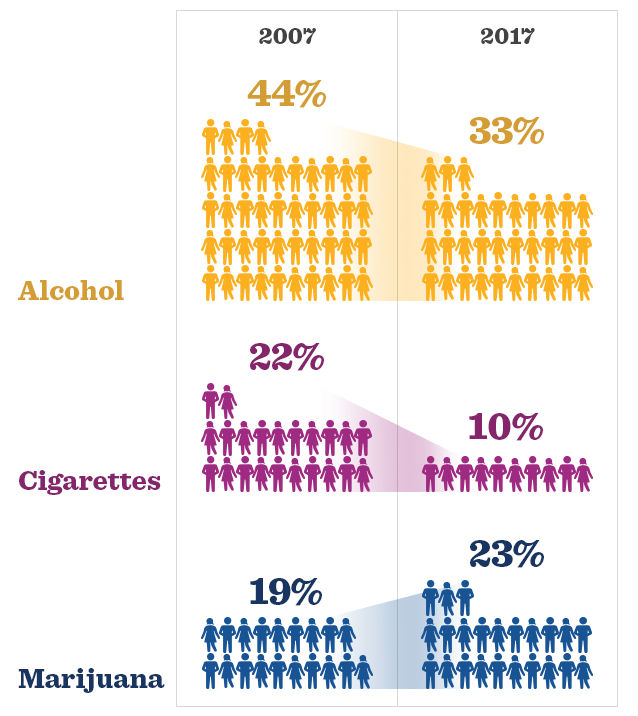 2007 2017
44%
33%
Alcohol
22%
10%
Cigarettes
23%
19%
Marijuana